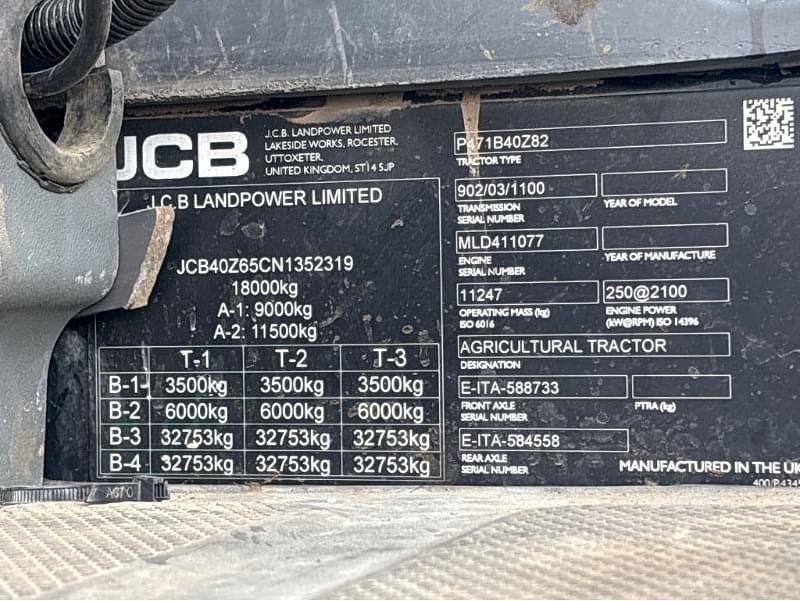 JCB
J.C.B. LANDPOWER LIMITED
LAKESIDE WORKS, ROCESTER,
UTTOXETER,
UNITED KINGDOM, ST14 5JP
J.C.B LANDPOWER LIMITED
JCB40Z65CN1352319
18000kg
A-1: 9000kg
A-2: 11500kg
T-1 T-2 T-3
B-1 3500kg 3500kg 3500kg
B-2 6000kg 6000kg 6000kg
B-3 32753kg 32753kg 32753kg
B-4 32753kg 32753kg 32753kg
P471B40Z82
TRACTOR TYPE
902/03/1100
TRANSMISSION
SERIAL NUMBER
YEAR OF MODEL
MLD411077
ENGINE
SERIAL NUMBER
YEAR OF MANUFACTURE
11247
OPERATING MASS (kg)
ISO 6016
250@2100
ENGINE POWER
(kW@RPM) ISO 14396
AGRICULTURAL TRACTOR
DESIGNATION
E-ITA-588733
FRONT AXLE
SERIAL NUMBER
PTRA (kg)
E-ITA-584558
REAR AXLE
SERIAL NUMBER
MANUFACTURED IN THE UK